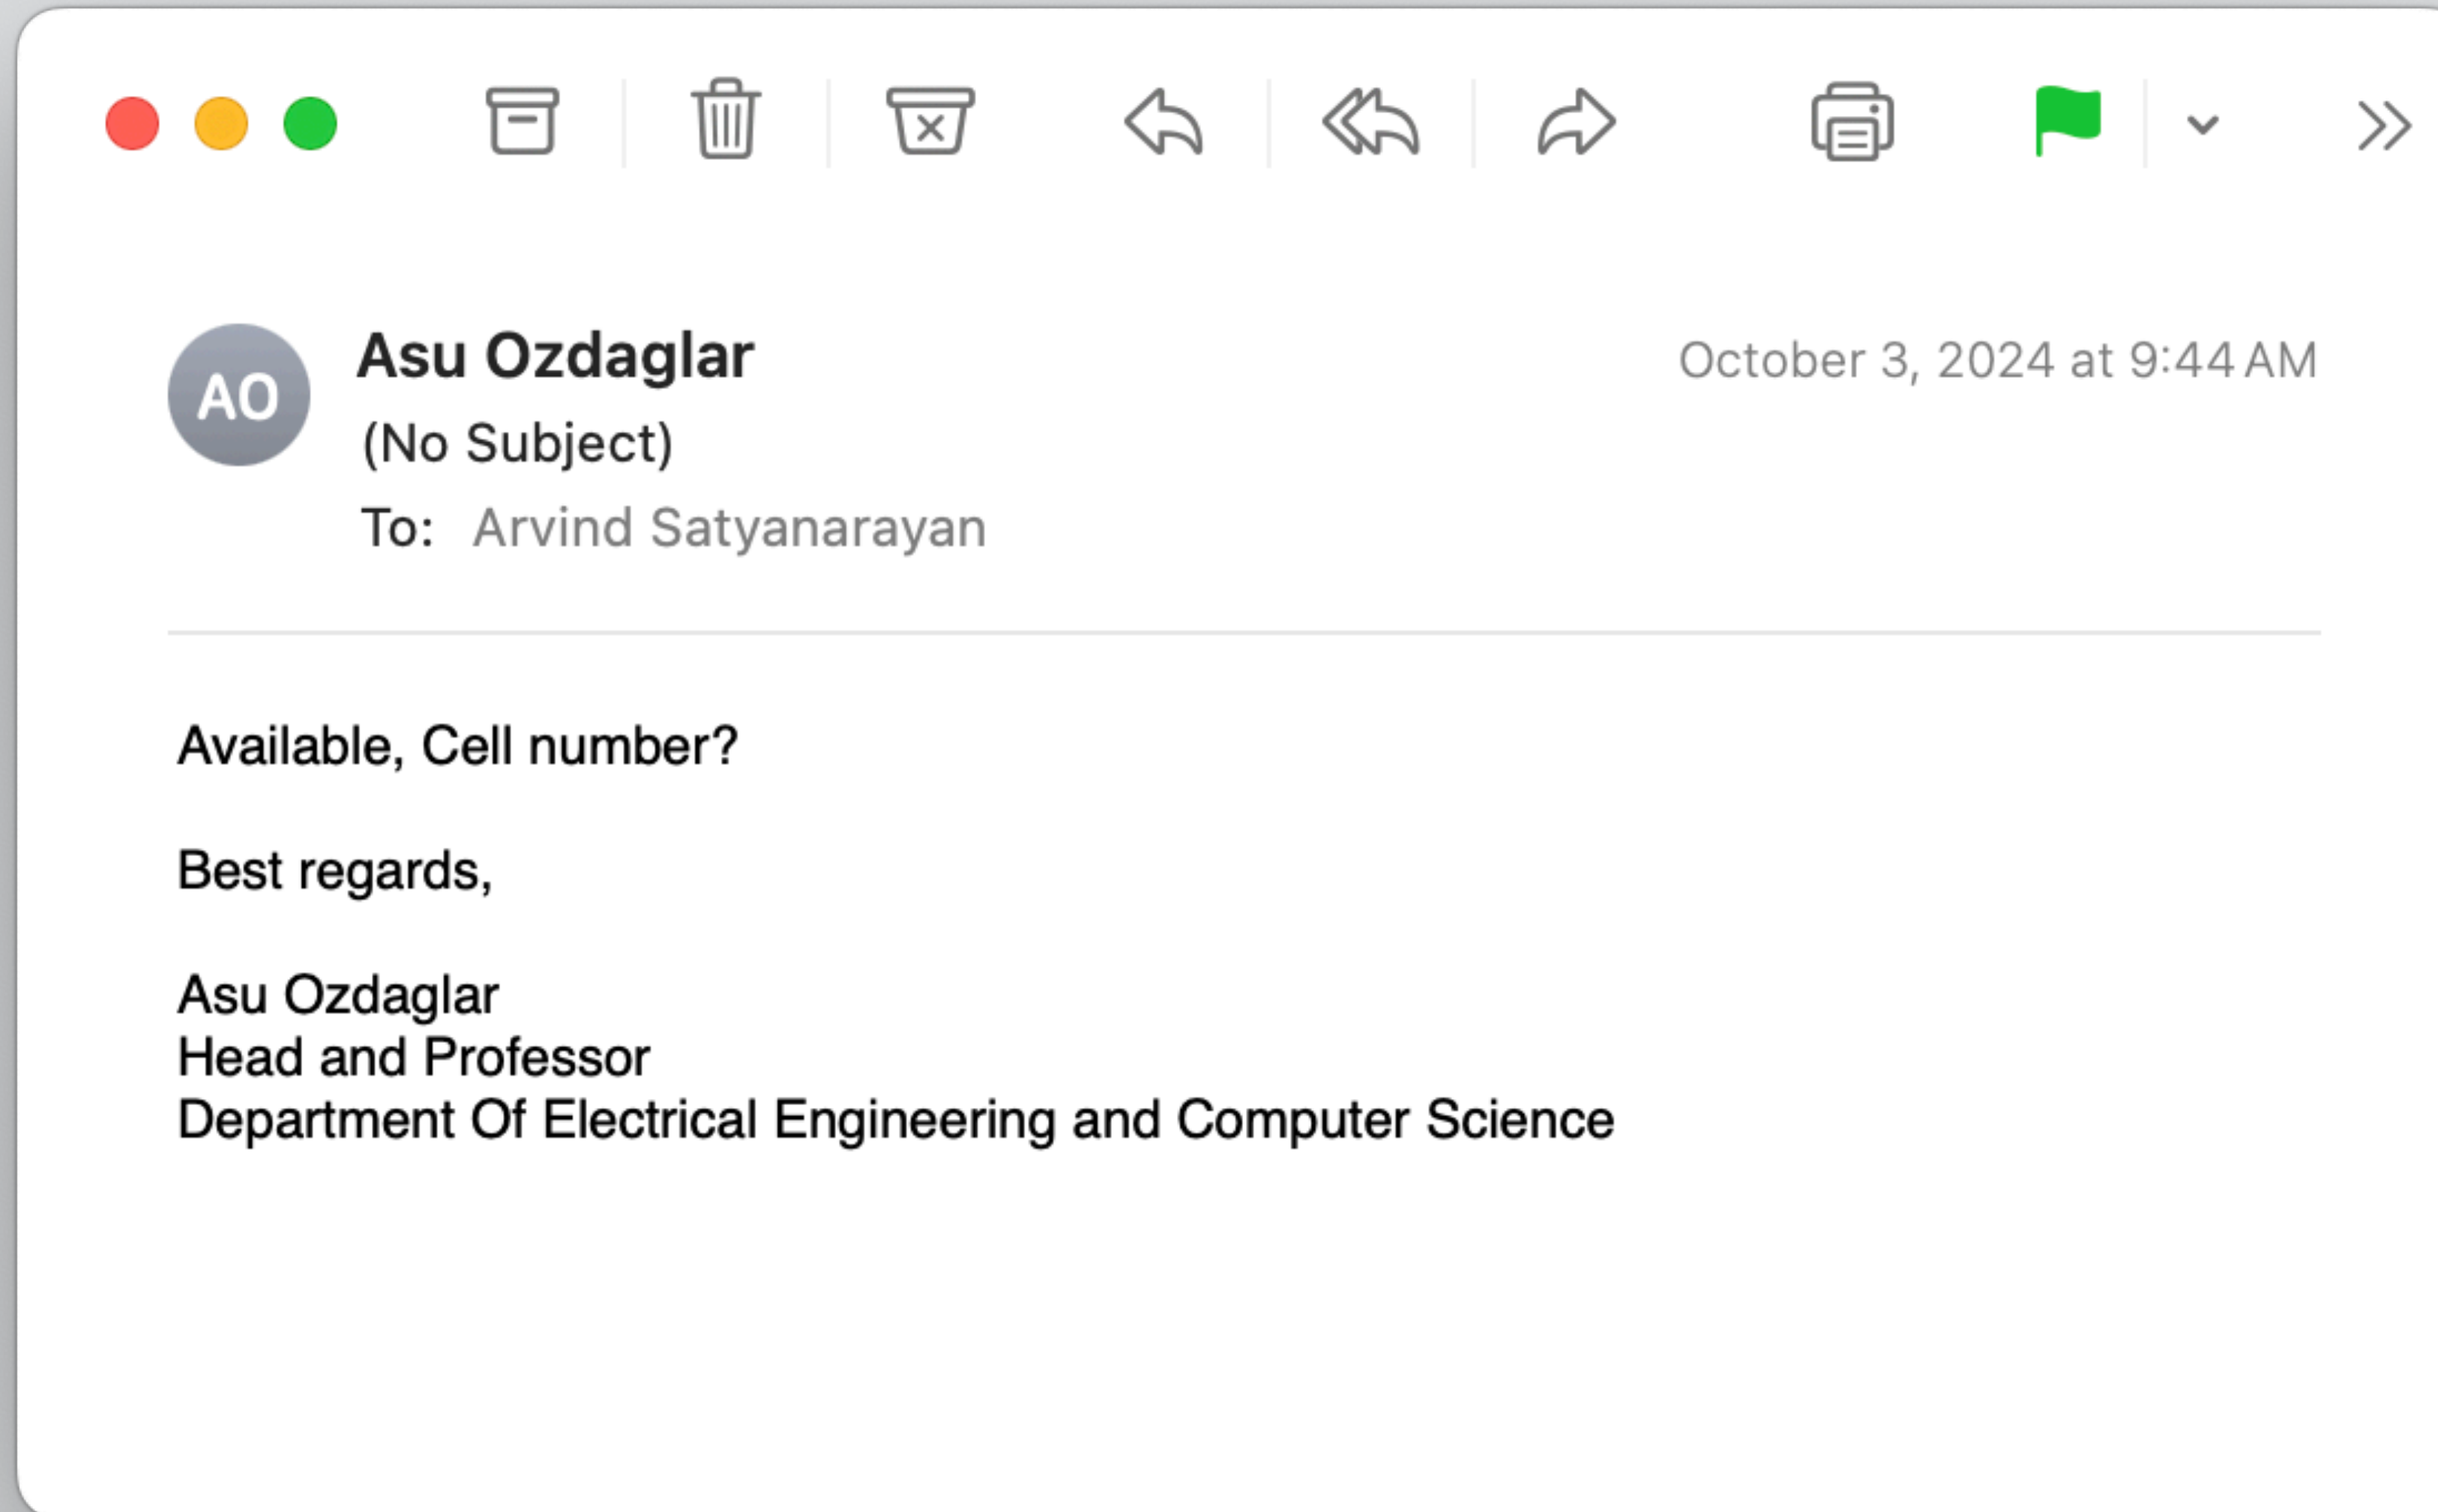 AO
Asu Ozdaglar
October 3, 2024 at 9:44 AM
(No Subject)
To: Arvind Satyanarayan
Available, Cell number?
Best regards,
Asu Ozdaglar
Head and Professor
Department Of Electrical Engineering and Computer Science